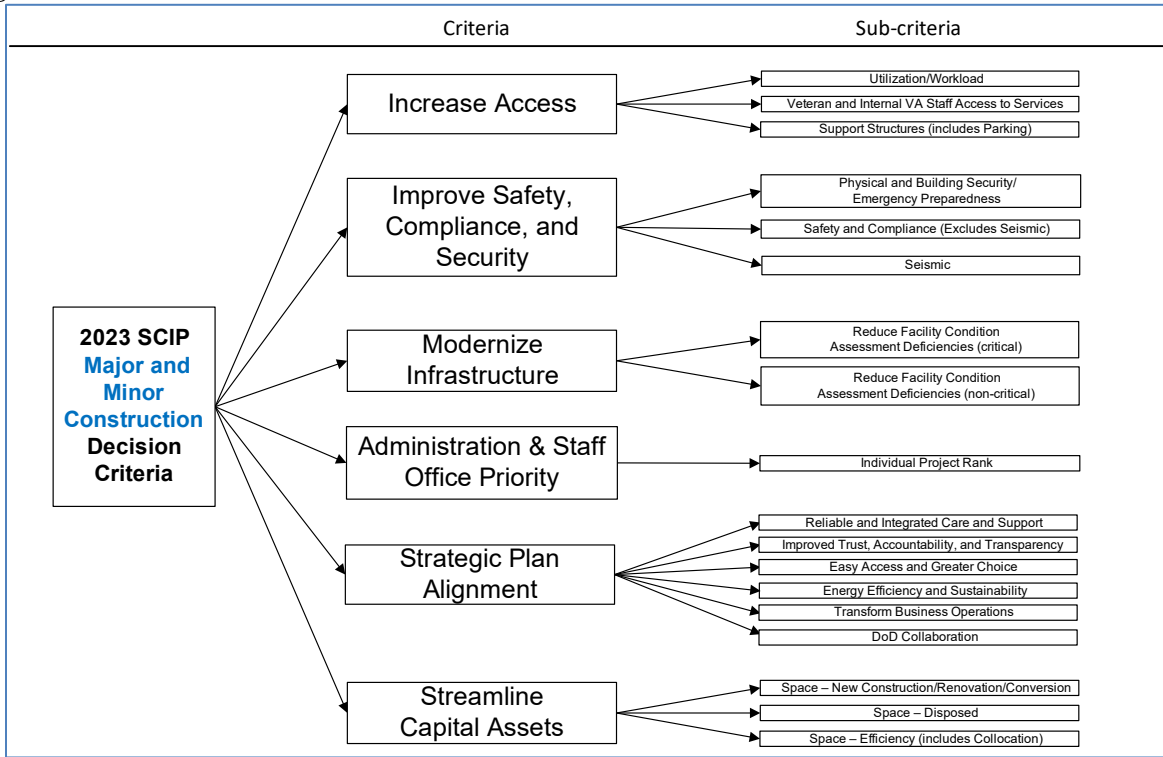 Criteria
Sub-criteria
2023 SCIP
Major and
Minor
Construction
Decision
Criteria
Increase Access
Utilization/Workload
Veteran and Internal VA Staff Access to Services
Support Structures (includes Parking)
Improve Safety,
Compliance, and
Security
Physical and Building Security/
Emergency Preparedness
Safety and Compliance (Excludes Seismic)
Seismic
Modernize
Infrastructure
Reduce Facility Condition
Assessment Deficiencies (critical)
Reduce Facility Condition
Assessment Deficiencies (non-critical)
Administration & Staff
Office Priority
Individual Project Rank
Strategic Plan
Alignment
Reliable and Integrated Care and Support
Improved Trust, Accountability, and Transparency
Easy Access and Greater Choice
Energy Efficiency and Sustainability
Transform Business Operations
DoD Collaboration
Streamline
Capital Assets
Space – New Construction/Renovation/Conversion
Space – Disposed
Space – Efficiency (includes Collocation)